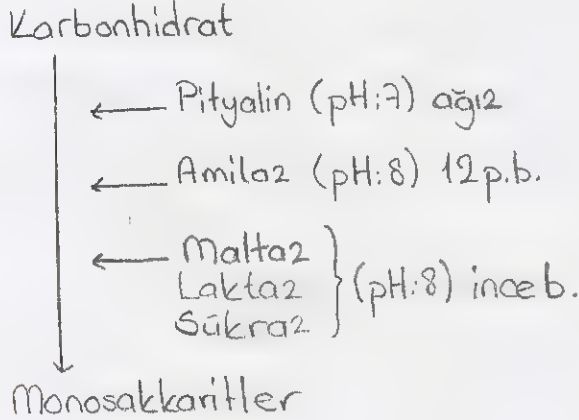 Karbonhidrat
Pityalin (pH:7) ağız
Amilaz (pH:8) 12p.b.
Maltaz
Laktaz
Sükraz
(pH:8) ince b.
Monosakkaritler